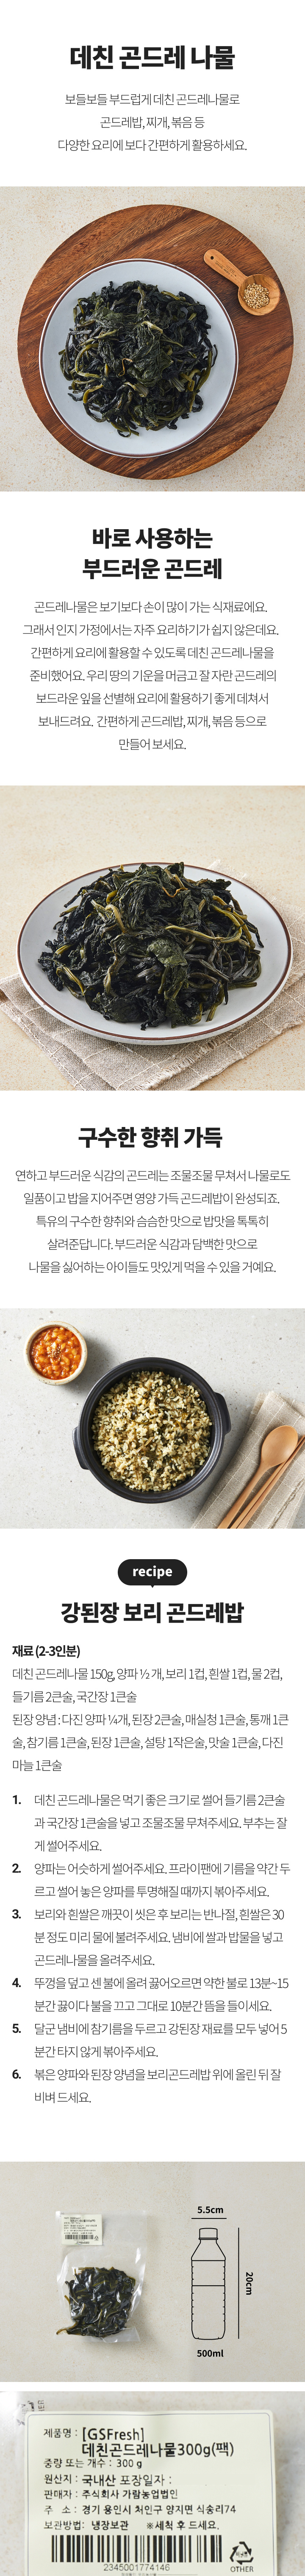 데친 곤드레 나물
보들보들 부드럽게 데친 곤드레나물로
곤드레밥, 찌개, 볶음 등
다양한 요리에 보다 간편하게 활용하세요.
바로 사용하는
부드러운 곤드레
곤드레나물은 보기보다 손이 많이 가는 식재료에요.
그래서 인지 가정에서는 자주 요리하기가 쉽지 않은데요.
간편하게 요리에 활용할 수 있도록 데친 곤드레나물을
준비했어요. 우리 땅의 기운을 머금고 잘 자란 곤드레의
보드라운 잎을 선별해 요리에 활용하기 좋게 데쳐서
보내드려요. 간편하게 곤드레밥, 찌개, 볶음 등으로
만들어 보세요.
구수한 향취 가득
연하고 부드러운 식감의 곤드레는 조물조물 무쳐서 나물로도
일품이고 밥을 지어주면 영양 가득 곤드레밥이 완성되죠.
특유의 구수한 향취와 슴슴한 맛으로 밥맛을 톡톡히
살려준답니다. 부드러운 식감과 담백한 맛으로
나물을 싫어하는 아이들도 맛있게 먹을 수 있을 거예요.
recipe
강된장 보리 곤드레밥
재료 (2-3인분)
데친 곤드레나물 150g, 양파 ½ 개, 보리 1컵, 흰쌀 1컵, 물 2컵,
들기름 2큰술, 국간장 1큰술
된장 양념 : 다진 양파 ¼개, 된장 2큰술, 매실청 1큰술, 통깨 1큰
술, 참기름 1큰술, 된장 1큰술, 설탕 1작은술, 맛술 1큰술, 다진
마늘 1큰술
1. 데친 곤드레나물은 먹기 좋은 크기로 썰어 들기름 2큰술
과 국간장 1큰술을 넣고 조물조물 무쳐주세요. 부추는 잘
게 썰어주세요.
2. 양파는 어슷하게 썰어주세요. 프라이팬에 기름을 약간 두
르고 썰어 놓은 양파를 투명해질 때까지 볶아주세요.
3. 보리와 흰쌀은 깨끗이 씻은 후 보리는 반나절, 흰쌀은 30
분 정도 미리 물에 불려주세요. 냄비에 쌀과 밥물을 넣고
곤드레나물을 올려주세요.
4. 뚜껑을 덮고 센 불에 올려 끓어오르면 약한 불로 13분~15
분간 끓이다 불을 끄고 그대로 10분간 뜸을 들이세요.
5. 달군 냄비에 참기름을 두르고 강된장 재료를 모두 넣어 5
분간 타지 않게 볶아주세요.
6. 볶은 양파와 된장 양념을 보리곤드레밥 위에 올린 뒤 잘
비벼 드세요.
5.5cm
20cm
500ml
제품명 : [GSFresh]
데친곤드레나물300g(팩)
중량 또는 개수 : 300 g
원산지 : 국내산 포장일자 :
판매자 : 주식회사 가람농업법인
주 소 : 경기 용인시 처인구 양지면 식송리74
보관방법: 냉장보관 ※세척 후 드세요.
2345001774146
OTHER